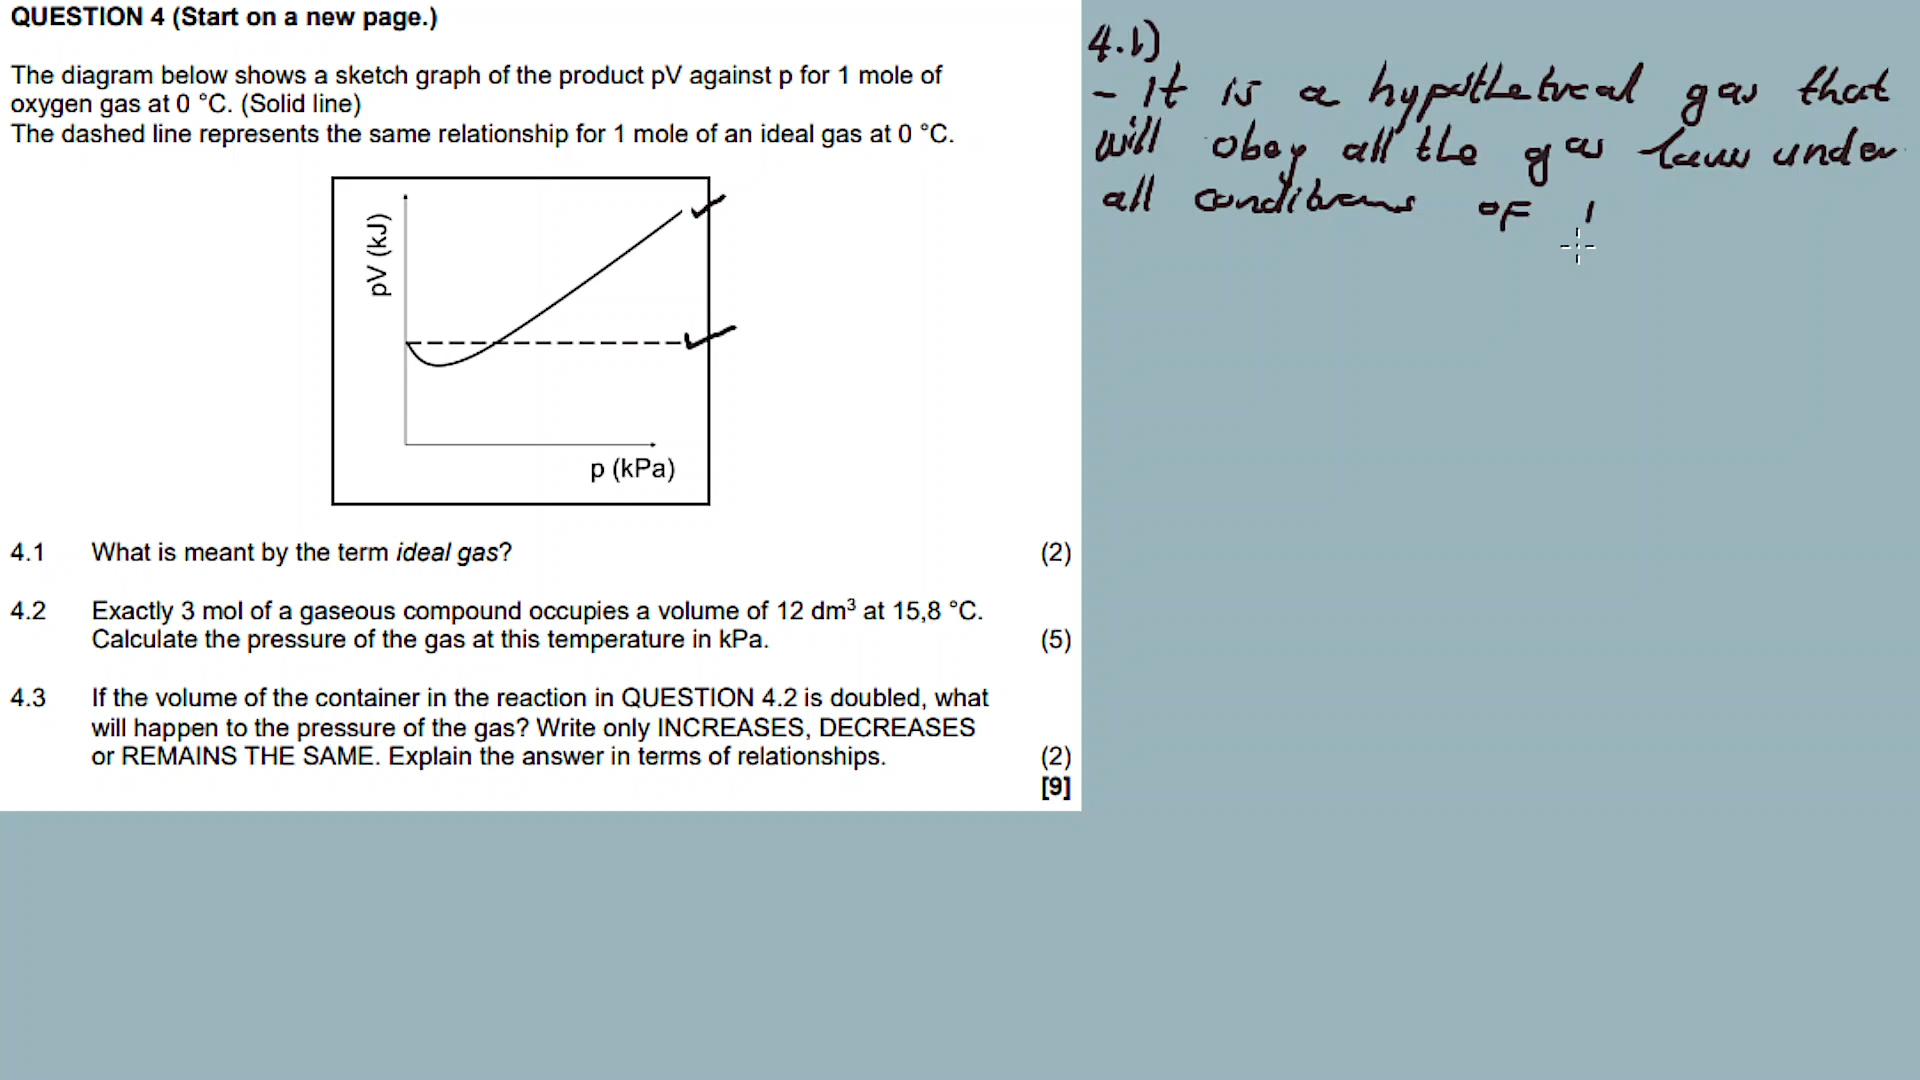 QUESTION 4 (Start on a new page.)
The diagram below shows a sketch graph of the product pV against p for 1 mole of
oxygen gas at 0 °C. (Solid line)
The dashed line represents the same relationship for 1 mole of an ideal gas at 0 °C.
pV (kJ)
p (kPa)
4.1 What is meant by the term ideal gas? (2)
4.2 Exactly 3 mol of a gaseous compound occupies a volume of 12 dm³ at 15,8 °C.
Calculate the pressure of the gas at this temperature in kPa. (5)
4.3 If the volume of the container in the reaction in QUESTION 4.2 is doubled, what
will happen to the pressure of the gas? Write only INCREASES, DECREASES
or REMAINS THE SAME. Explain the answer in terms of relationships. (2)
[9]
4.1)
- It is a hypothetical gas that
will obey all the gas laws under
all conditions of